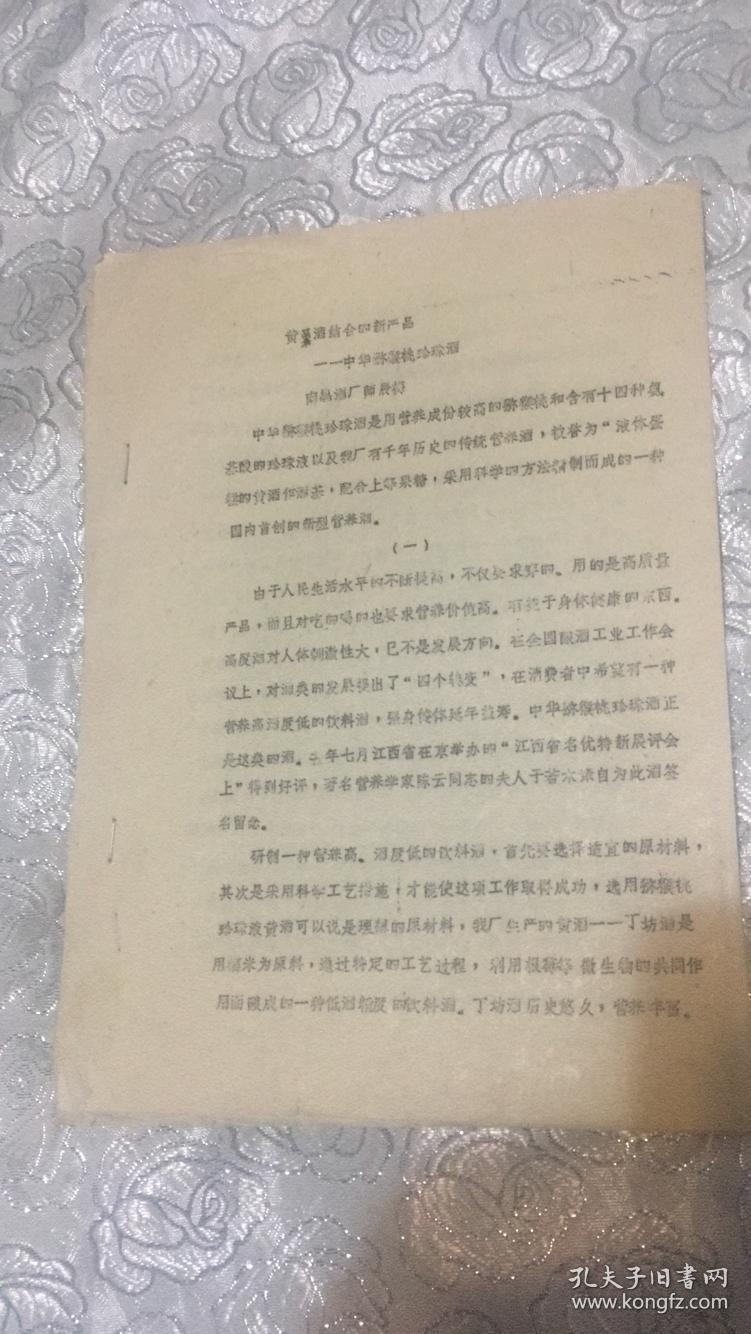 黄果酒结合的新产品
——中华猕猴桃珍珠酒
南昌酒厂
中华猕猴桃珍珠酒是用营养成份较高的猕猴桃和含有十四种氨
基酸的珍珠液以及我厂有千年历史的传统营养酒，被誉为“液体蛋
糕的黄酒作酒基，配合上等果糖，采用科学的方法精制而成的一种
国内首创的新型营养酒。
（一）
由于人民生活水平的不断提高，不仅要求穿的、用的是高质量
产品，而且对吃的喝的也要求营养价值高。有益于身体健康的东西。
高度酒对人体刺激性大，已不是发展方向。在全国酿酒工业工作会
议上，对酒类的发展提出了“四个转变”，在消费者中希望有一种
营养高酒度低的饮料酒，强身传体延年益寿。中华猕猴桃珍珠酒正
是这类的酒。年七月江西省在京举办的“江西省名优特新展评会
上”得到好评，著名营养学家陈云同志的夫人于若木亲自为此酒签
名留念。
研制一种营养高。酒度低的饮料酒，首先要选择适宜的原材料，
其次是采用科学工艺措施，才能使这项工作取得成功，选用猕猴桃
珍珠液黄酒可以说是理想的原材料，我厂生产的黄酒——丁坊酒是
用糯米为原料，通过特定的工艺过程，利用根霉等微生物的共同作
用而酿成的一种低酒精度的饮料酒。丁坊酒历史悠久，营养丰富。
孔夫子旧書网
www.kongfz.com